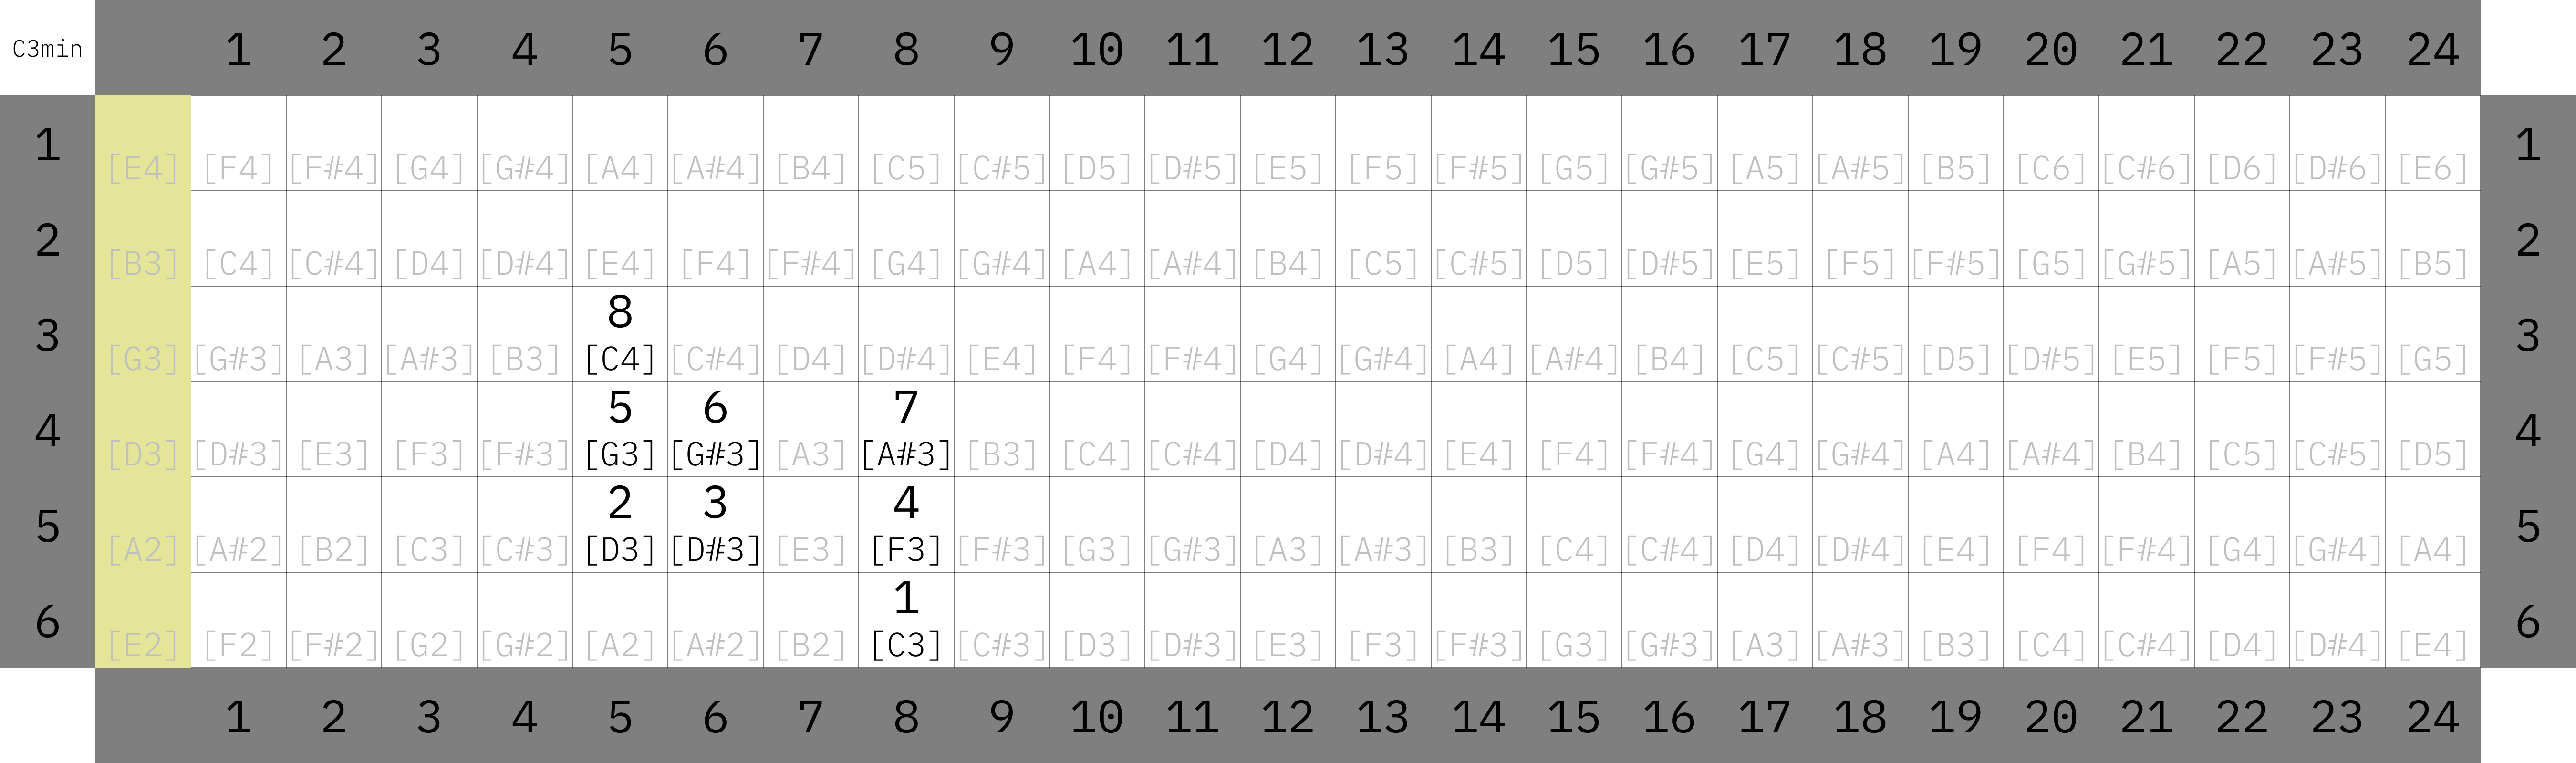 C3min 1 2 3 4 5 6 7 8 9 10 11 12 13 14 15 16 17 18 19 20 21 22 23 24
1 [E4] [F4] [F#4] [G4] [G#4] [A4] [A#4] [B4] [C5] [C#5] [D5] [D#5] [E5] [F5] [F#5] [G5] [G#5] [A5] [A#5] [B5] [C6] [C#6] [D6] [D#6] [E6] 1
2 [B3] [C4] [C#4] [D4] [D#4] [E4] [F4] [F#4] [G4] [G#4] [A4] [A#4] [B4] [C5] [C#5] [D5] [D#5] [E5] [F5] [F#5] [G5] [G#5] [A5] [A#5] [B5] 2
8
3 [G3] [G#3] [A3] [A#3] [B3] [C4] [C#4] [D4] [D#4] [E4] [F4] [F#4] [G4] [G#4] [A4] [A#4] [B4] [C5] [C#5] [D5] [D#5] [E5] [F5] [F#5] [G5] 3
5 6 7
4 [D3] [D#3] [E3] [F3] [F#3] [G3] [G#3] [A3] [A#3] [B3] [C4] [C#4] [D4] [D#4] [E4] [F4] [F#4] [G4] [G#4] [A4] [A#4] [B4] [C5] [C#5] [D5] 4
2 3 4
5 [A2] [A#2] [B2] [C3] [C#3] [D3] [D#3] [E3] [F3] [F#3] [G3] [G#3] [A3] [A#3] [B3] [C4] [C#4] [D4] [D#4] [E4] [F4] [F#4] [G4] [G#4] [A4] 5
1
6 [E2] [F2] [F#2] [G2] [G#2] [A2] [A#2] [B2] [C3] [C#3] [D3] [D#3] [E3] [F3] [F#3] [G3] [G#3] [A3] [A#3] [B3] [C4] [C#4] [D4] [D#4] [E4] 6
1 2 3 4 5 6 7 8 9 10 11 12 13 14 15 16 17 18 19 20 21 22 23 24